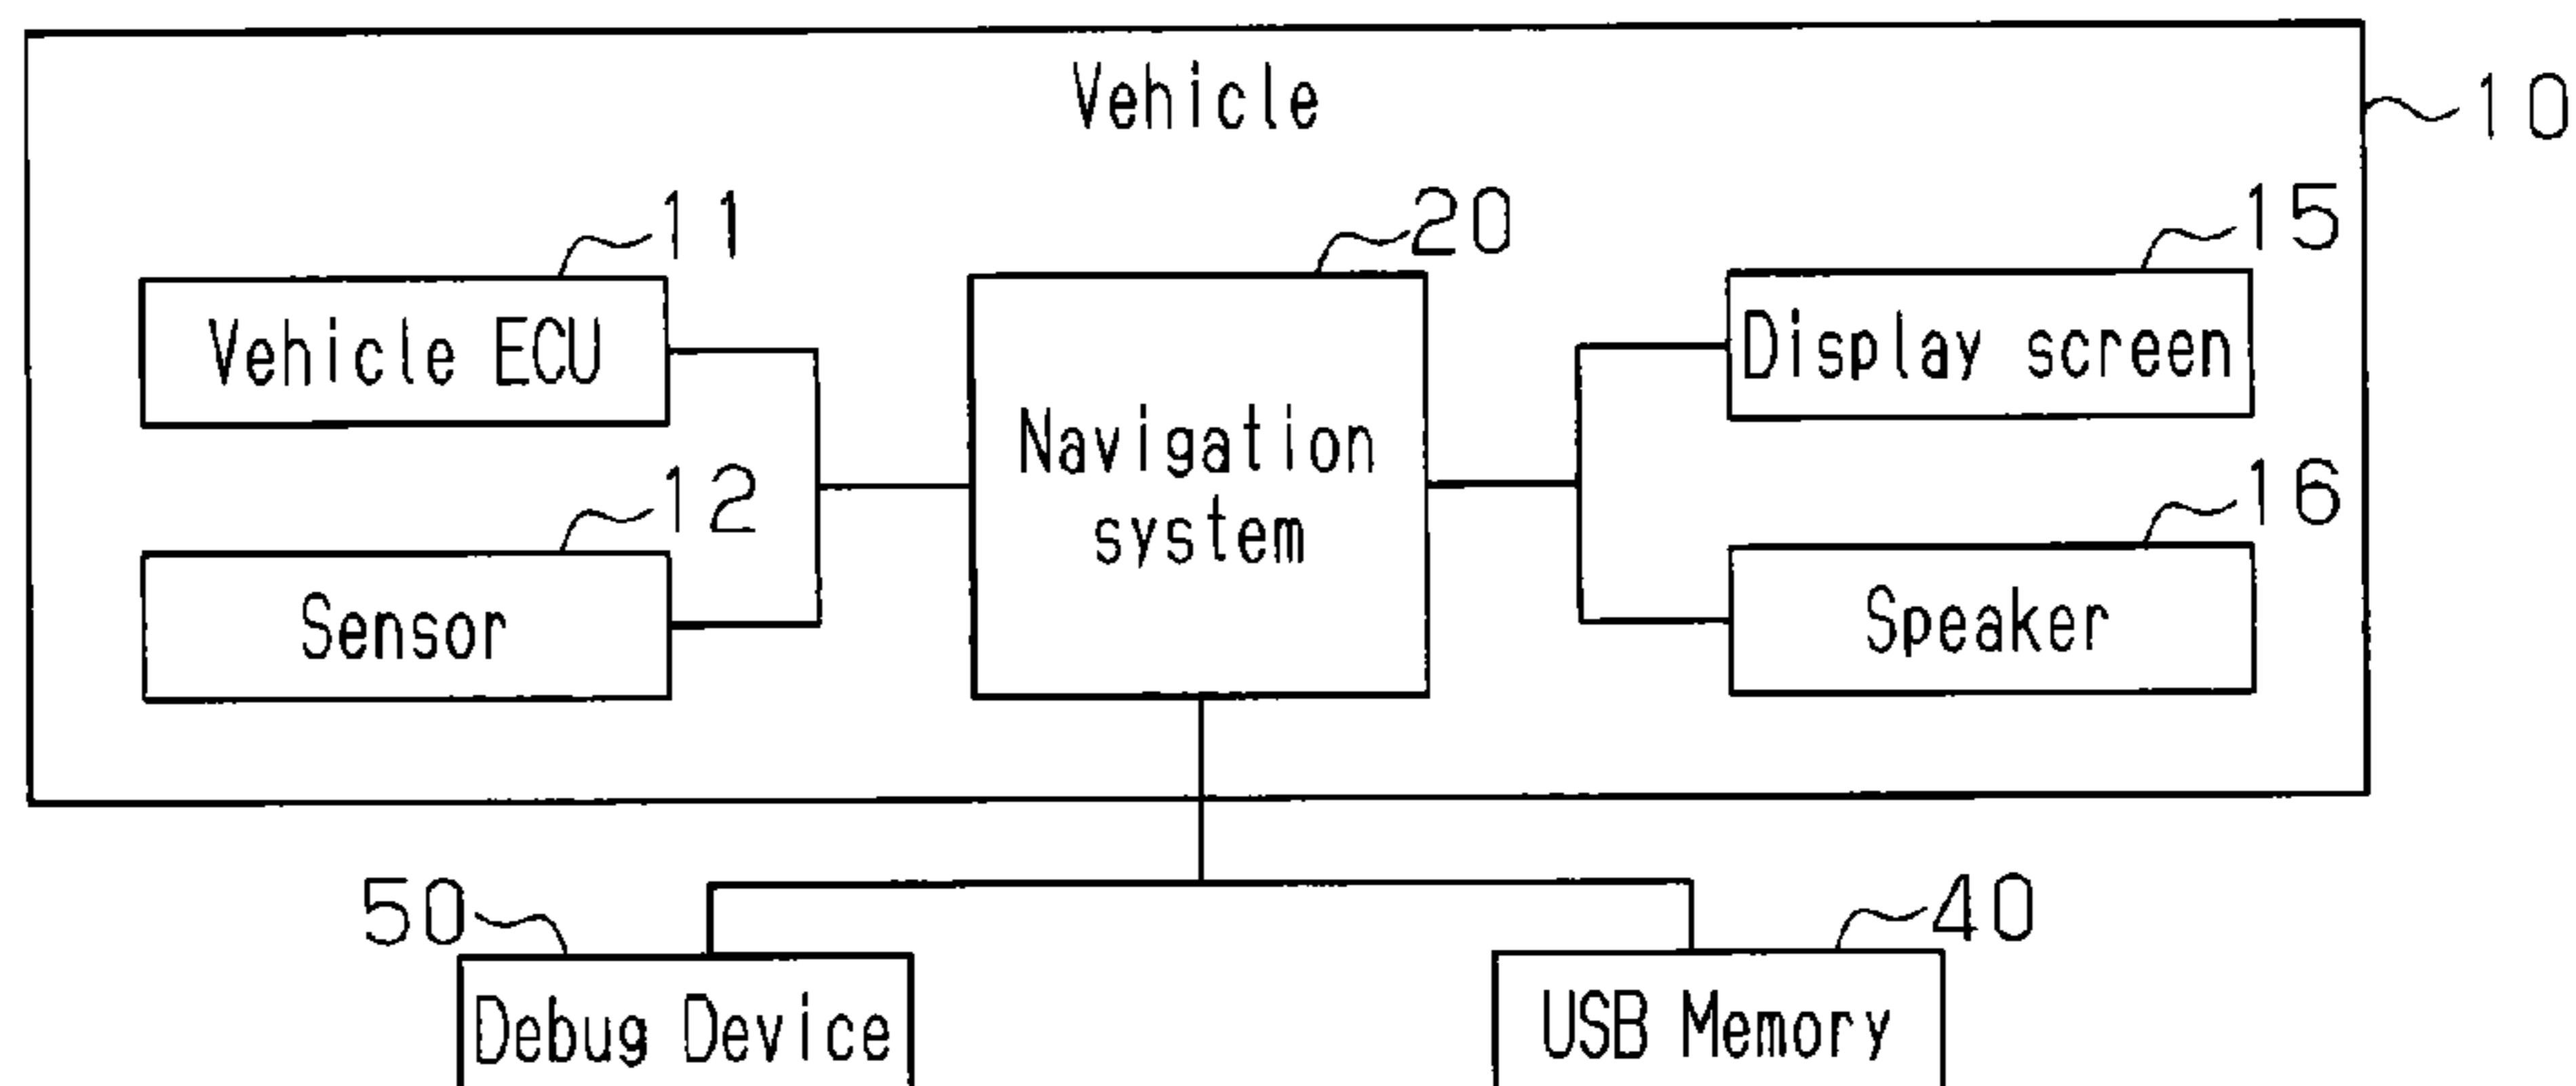 Vehicle
10
11
20
15
Vehicle ECU
Display screen
Navigation
system
12
16
Sensor
Speaker
50
40
Debug Device
USB Memory